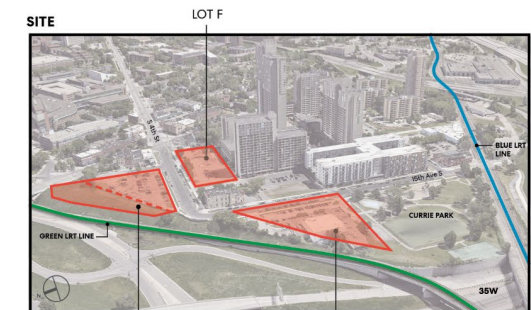 LOT F
SITE
S 4th St
BLUE LRT
LINE
15th Ave S
CURRIE PARK
GREEN LRT LINE
35W
N